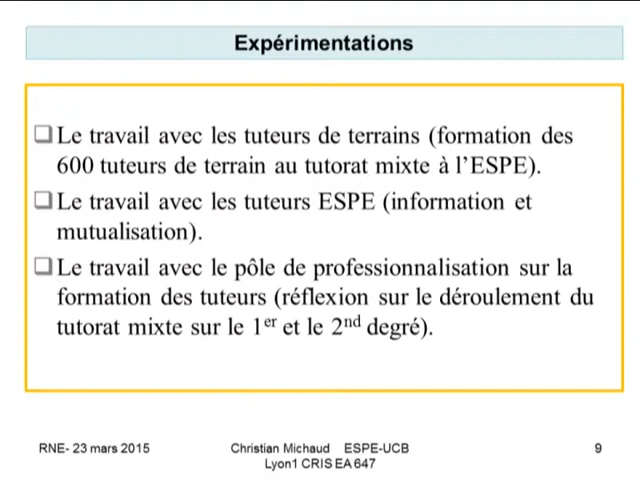 Expérimentations
Le travail avec les tuteurs de terrains (formation des
600 tuteurs de terrain au tutorat mixte à l’ESPE).
Le travail avec les tuteurs ESPE (information et
mutualisation).
Le travail avec le pôle de professionnalisation sur la
formation des tuteurs (réflexion sur le déroulement du
tutorat mixte sur le 1er et le 2nd degré).
RNE- 23 mars 2015
Christian Michaud ESPE-UCB
Lyon1 CRIS EA 647
9